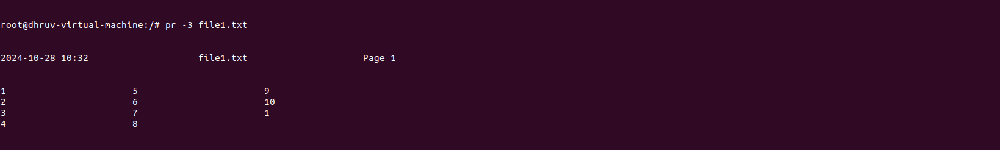 root@dhruv-virtual-machine:/# pr -3 file1.txt
2024-10-28 10:32                    file1.txt                     Page 1
1                       5                       9
2                       6                       10
3                       7                       1
4                       8